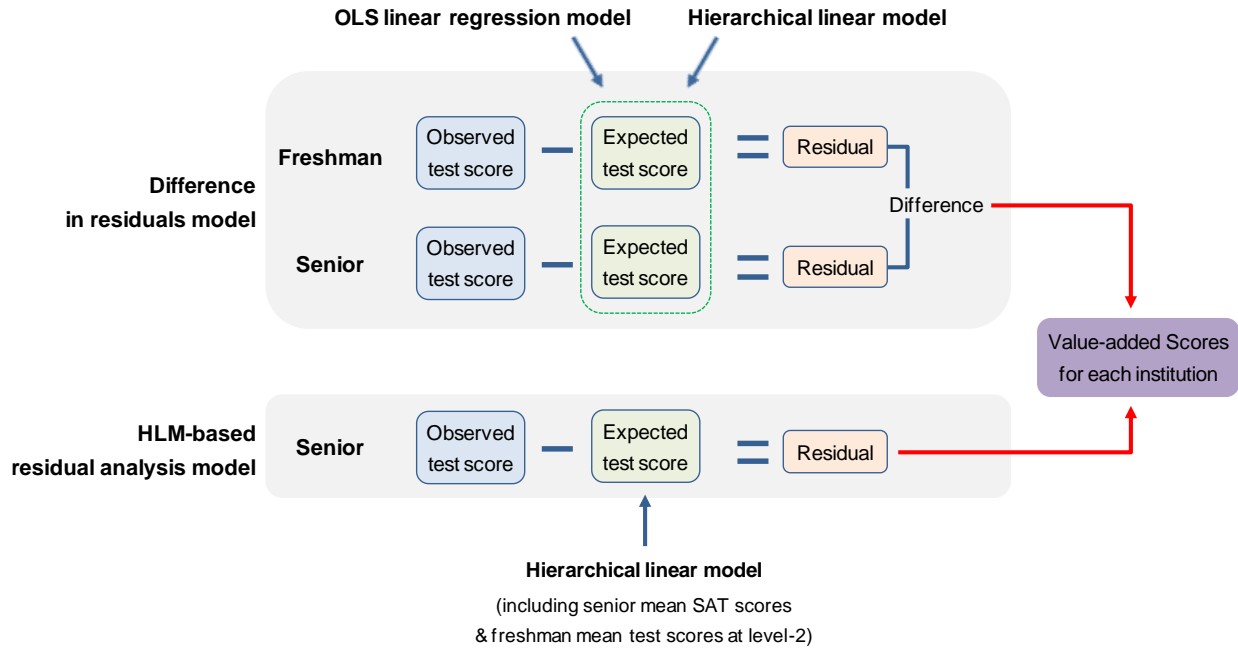 OLS linear regression model
Hierarchical linear model
Difference
in residuals model
Freshman
Observed
test score
Expected
test score
Residual
Difference
Senior
Observed
test score
Expected
test score
Residual
Value-added Scores
for each institution
HLM-based
residual analysis model
Senior
Observed
test score
Expected
test score
Residual
Hierarchical linear model
(including senior mean SAT scores
& freshman mean test scores at level-2)